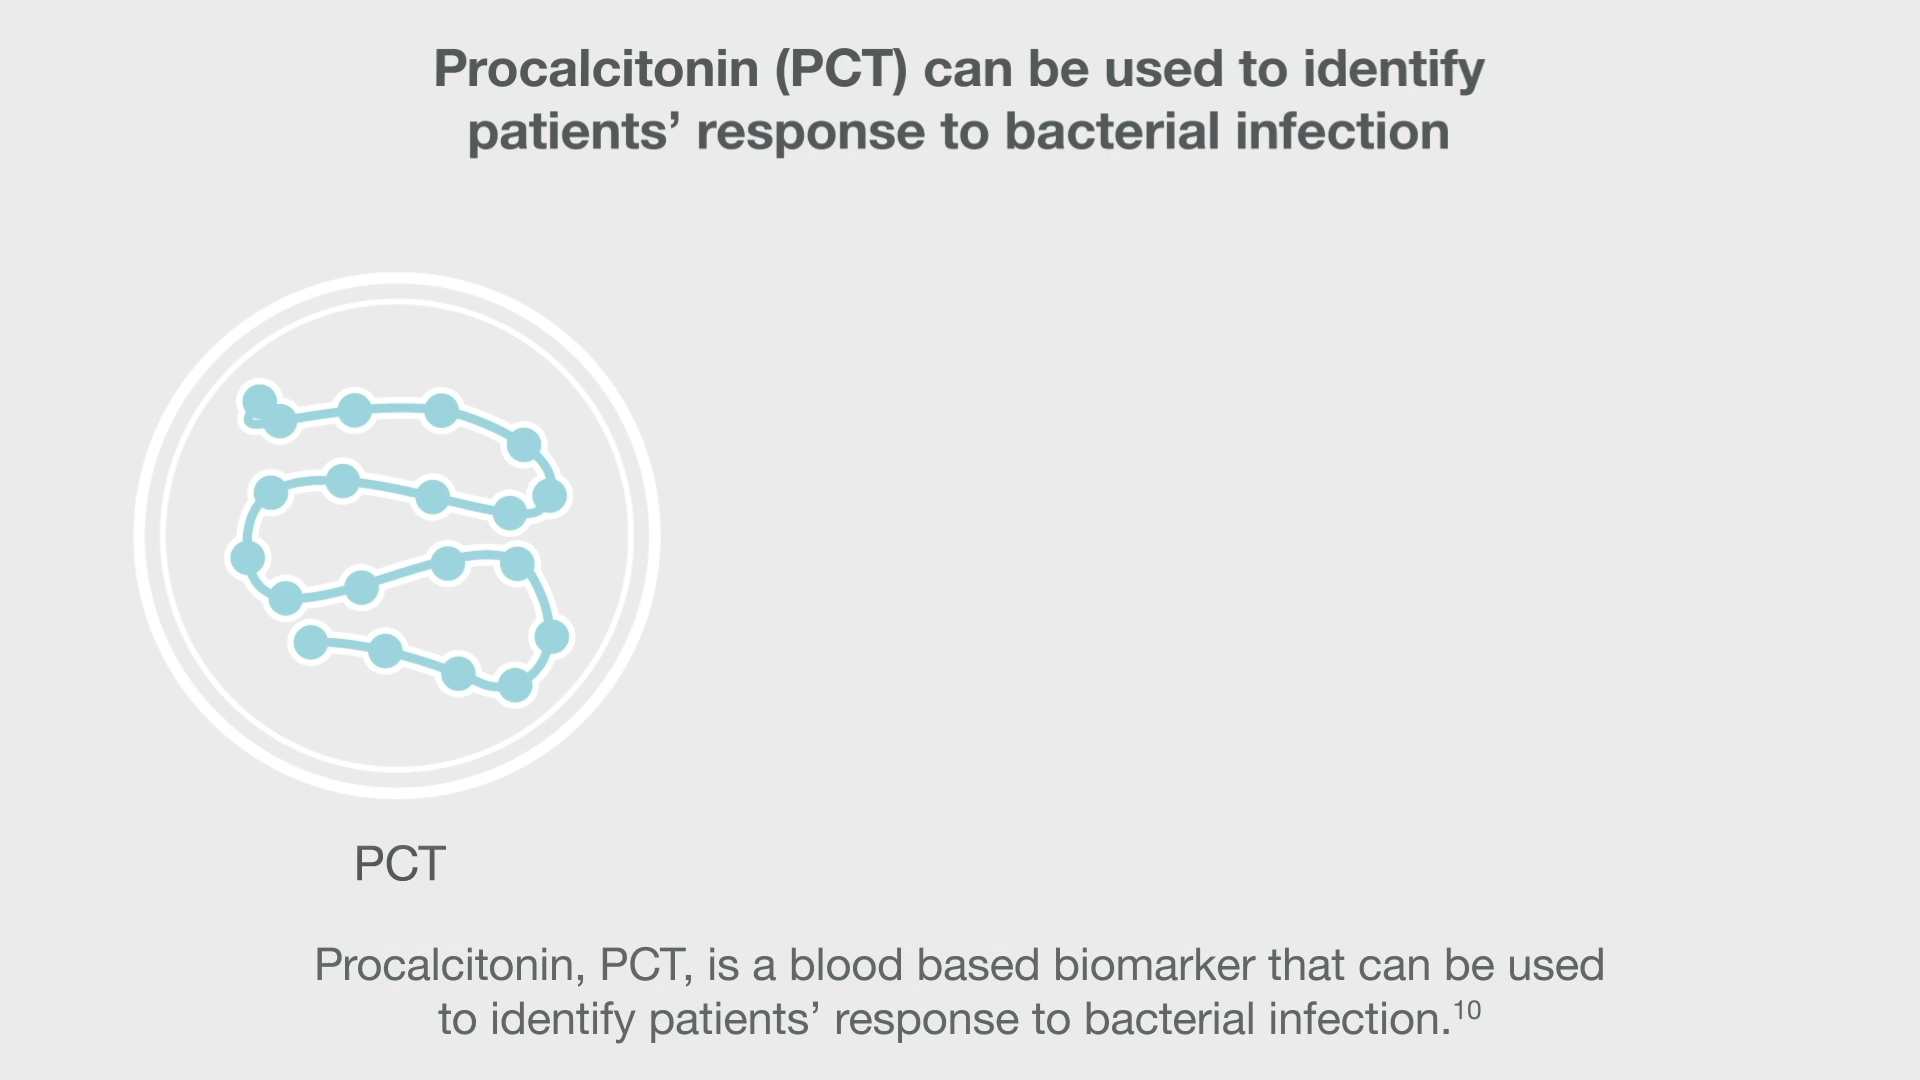 Procalcitonin (PCT) can be used to identify
patients’ response to bacterial infection
PCT
Procalcitonin, PCT, is a blood based biomarker that can be used
to identify patients’ response to bacterial infection.¹⁰